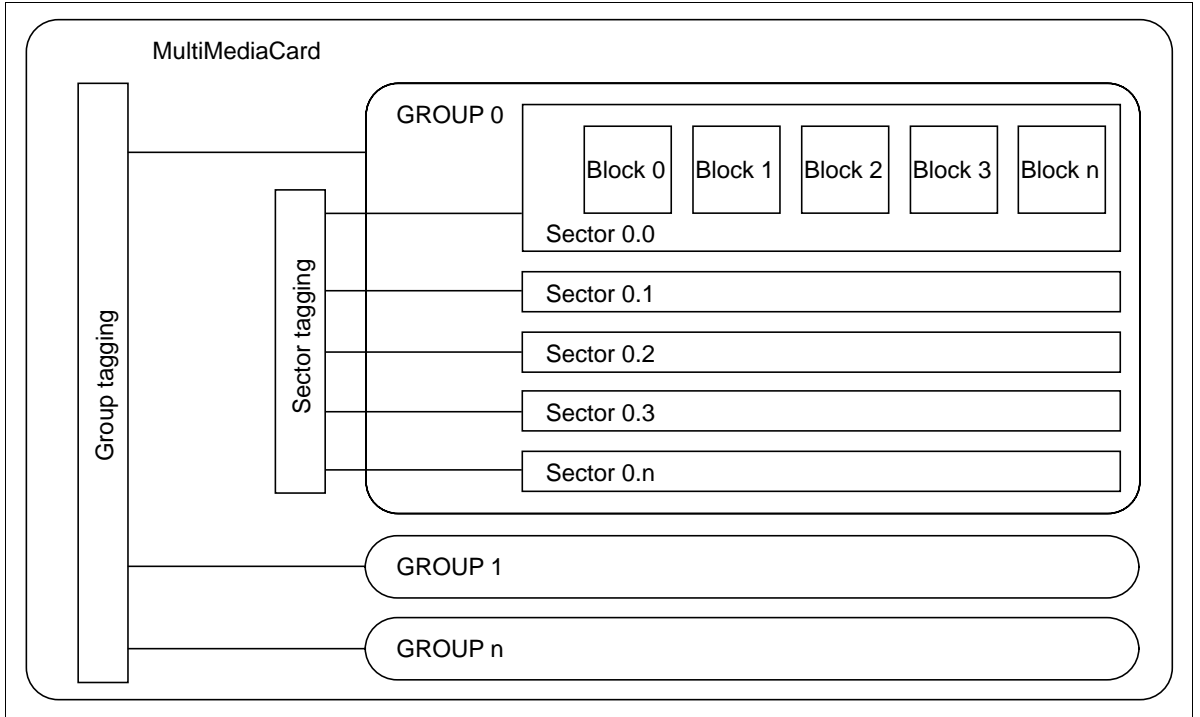 MultiMediaCard
Group tagging
Sector tagging
GROUP 0
Block 0
Block 1
Block 2
Block 3
Block n
Sector 0.0
Sector 0.1
Sector 0.2
Sector 0.3
Sector 0.n
GROUP 1
GROUP n